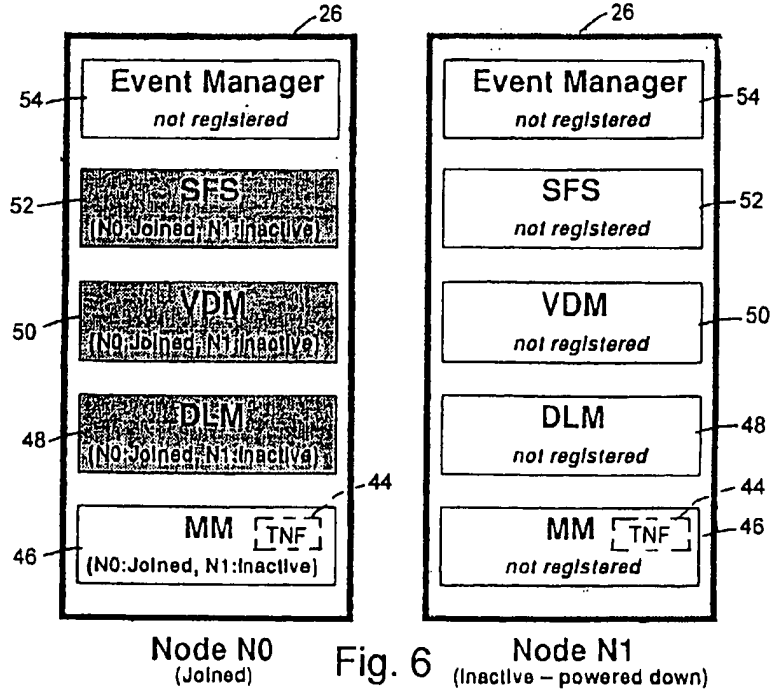 26
Event Manager
not registered
54
SFS
(N0:Joined, N1:Inactive)
52
VDM
(N0:Joined, N1:Inactive)
50
DLM
(N0:Joined, N1:Inactive)
48
44
MM
TNF
(N0:Joined, N1:Inactive)
46
Node N0
(Joined)
26
Event Manager
not registered
54
SFS
not registered
52
VDM
not registered
50
DLM
not registered
48
44
MM
TNF
not registered
46
Node N1
(Inactive – powered down)
Fig. 6